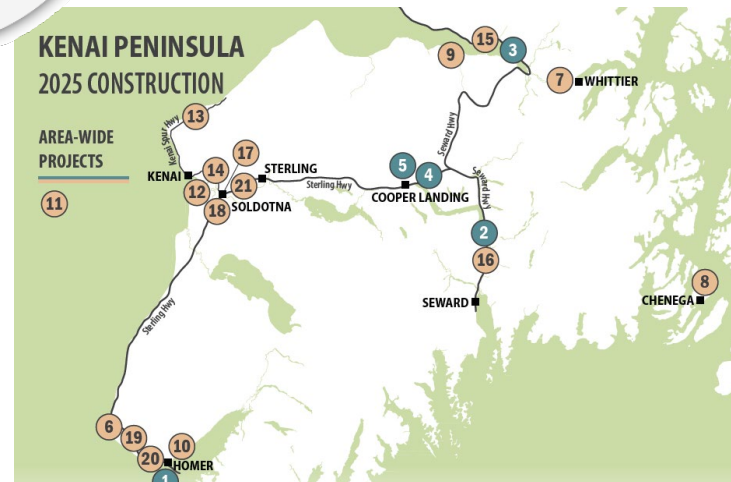 KENAI PENINSULA
2025 CONSTRUCTION
AREA-WIDE
PROJECTS
11
15
9
3
7
WHITTIER
13
Kenai Spur Hwy
Seward Hwy
17
14
STERLING
5
4
KENAI
12
21
Sterling Hwy
COOPER LANDING
Seward Hwy
18
SOLDOTNA
2
16
8
SEWARD
CHENEGA
Sterling Hwy
6
19
10
20
HOMER
1